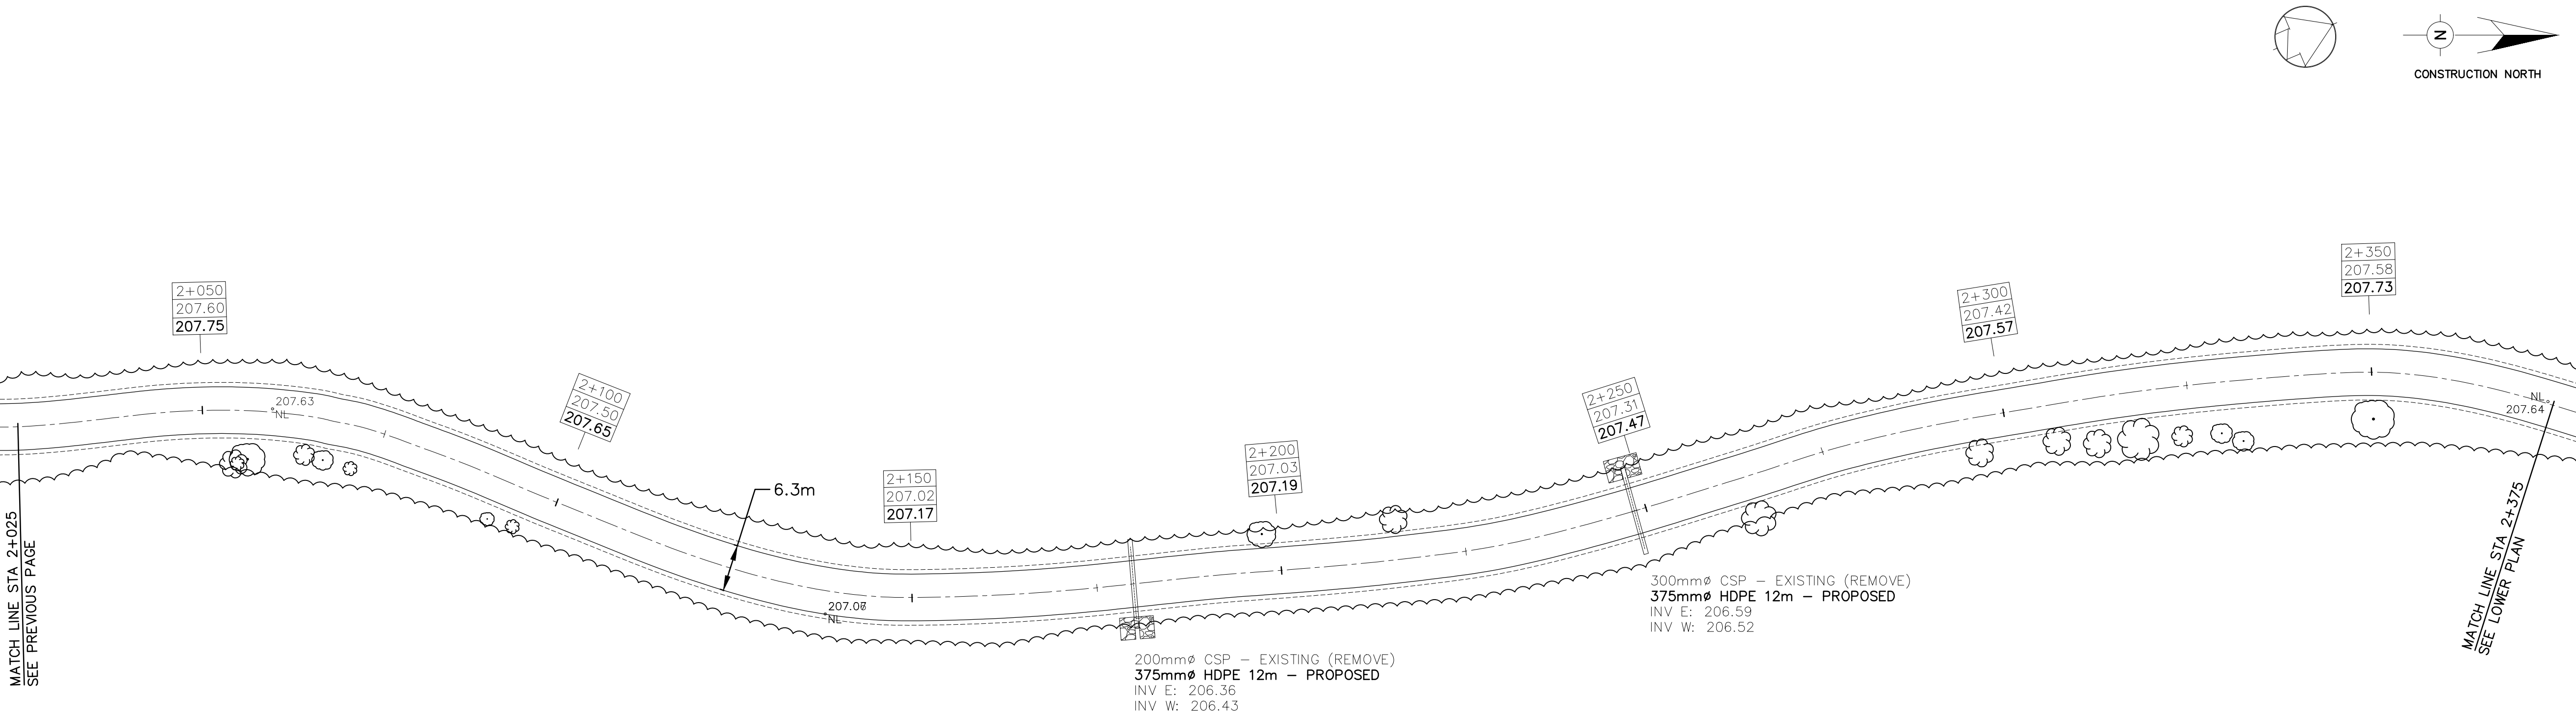 N
CONSTRUCTION NORTH
2+050
207.60
207.75
2+100
207.50
207.65
2+150
207.02
207.17
2+200
207.03
207.19
2+250
207.31
207.47
2+300
207.42
207.57
2+350
207.58
207.73
207.63
NL
6.3m
NL
NL
207.64
MATCH LINE STA 2+025
SEE PREVIOUS PAGE
200mmø CSP – EXISTING (REMOVE)
375mmø HDPE 12m – PROPOSED
INV E: 206.36
INV W: 206.43
300mmø CSP – EXISTING (REMOVE)
375mmø HDPE 12m – PROPOSED
INV E: 206.59
INV W: 206.52
MATCH LINE STA 2+375
SEE LOWER PLAN